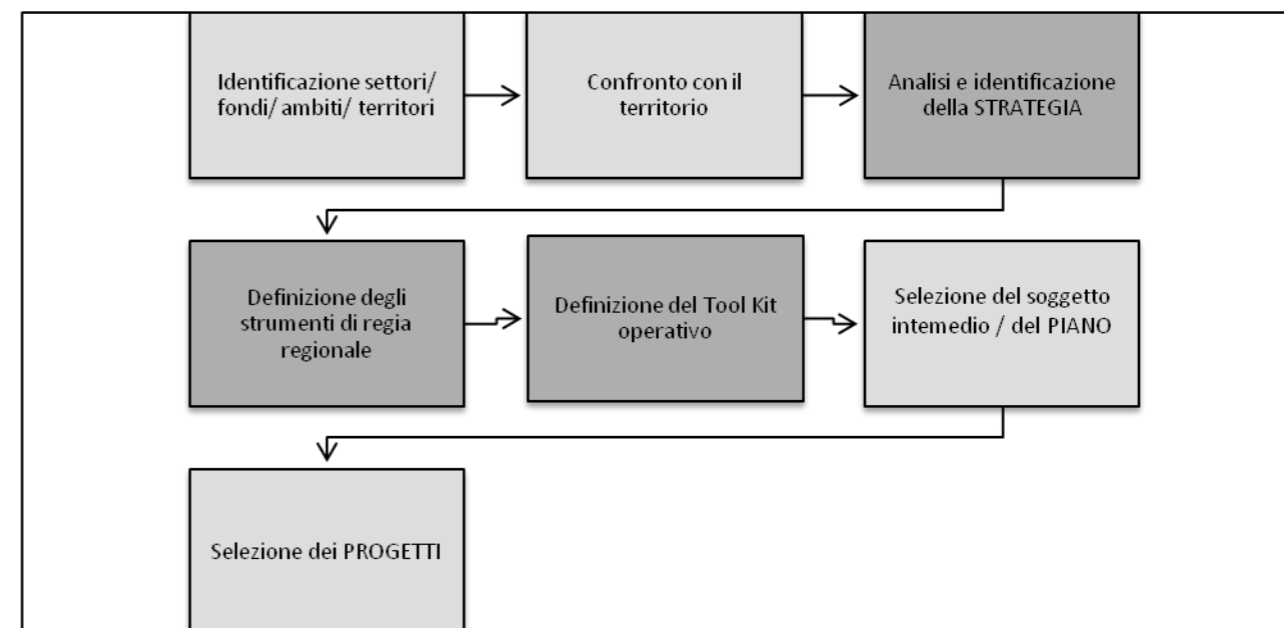 Identificazione settori/
fondi/ ambiti/ territori
Confronto con il
territorio
Analisi e identificazione
della STRATEGIA
Definizione degli
strumenti di regia
regionale
Definizione del Tool Kit
operativo
Selezione del soggetto
intemedio / del PIANO
Selezione dei PROGETTI